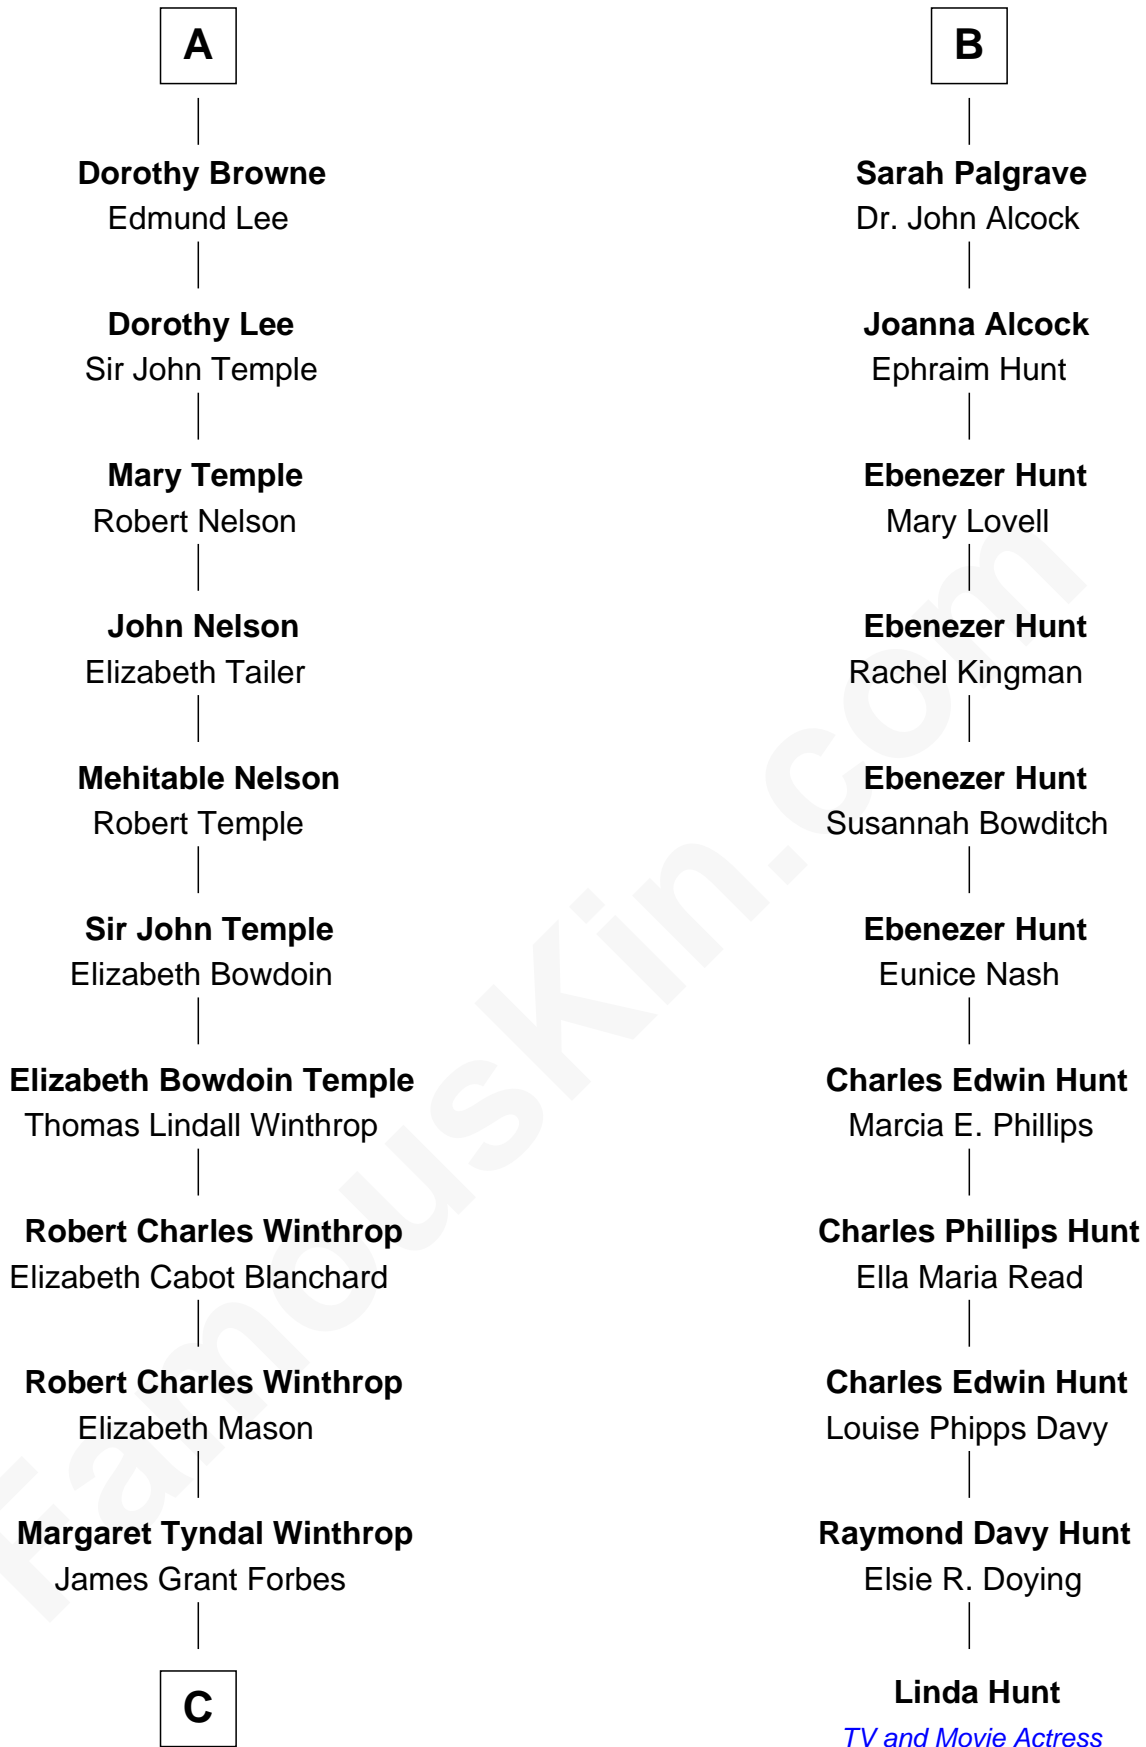 A
Dorothy Browne
Edmund Lee
Dorothy Lee
Sir John Temple
Mary Temple
Robert Nelson
John Nelson
Elizabeth Tailer
Mehitable Nelson
Robert Temple
Sir John Temple
Elizabeth Bowdoin
Elizabeth Bowdoin Temple
Thomas Lindall Winthrop
Robert Charles Winthrop
Elizabeth Cabot Blanchard
Robert Charles Winthrop
Elizabeth Mason
Margaret Tyndal Winthrop
James Grant Forbes
C
B
Sarah Palgrave
Dr. John Alcock
Joanna Alcock
Ephraim Hunt
Ebenezer Hunt
Mary Lovell
Ebenezer Hunt
Rachel Kingman
Ebenezer Hunt
Susannah Bowditch
Ebenezer Hunt
Eunice Nash
Charles Edwin Hunt
Marcia E. Phillips
Charles Phillips Hunt
Ella Maria Read
Charles Edwin Hunt
Louise Phipps Davy
Raymond Davy Hunt
Elsie R. Doying
Linda Hunt
TV and Movie Actress
FamousKin.com